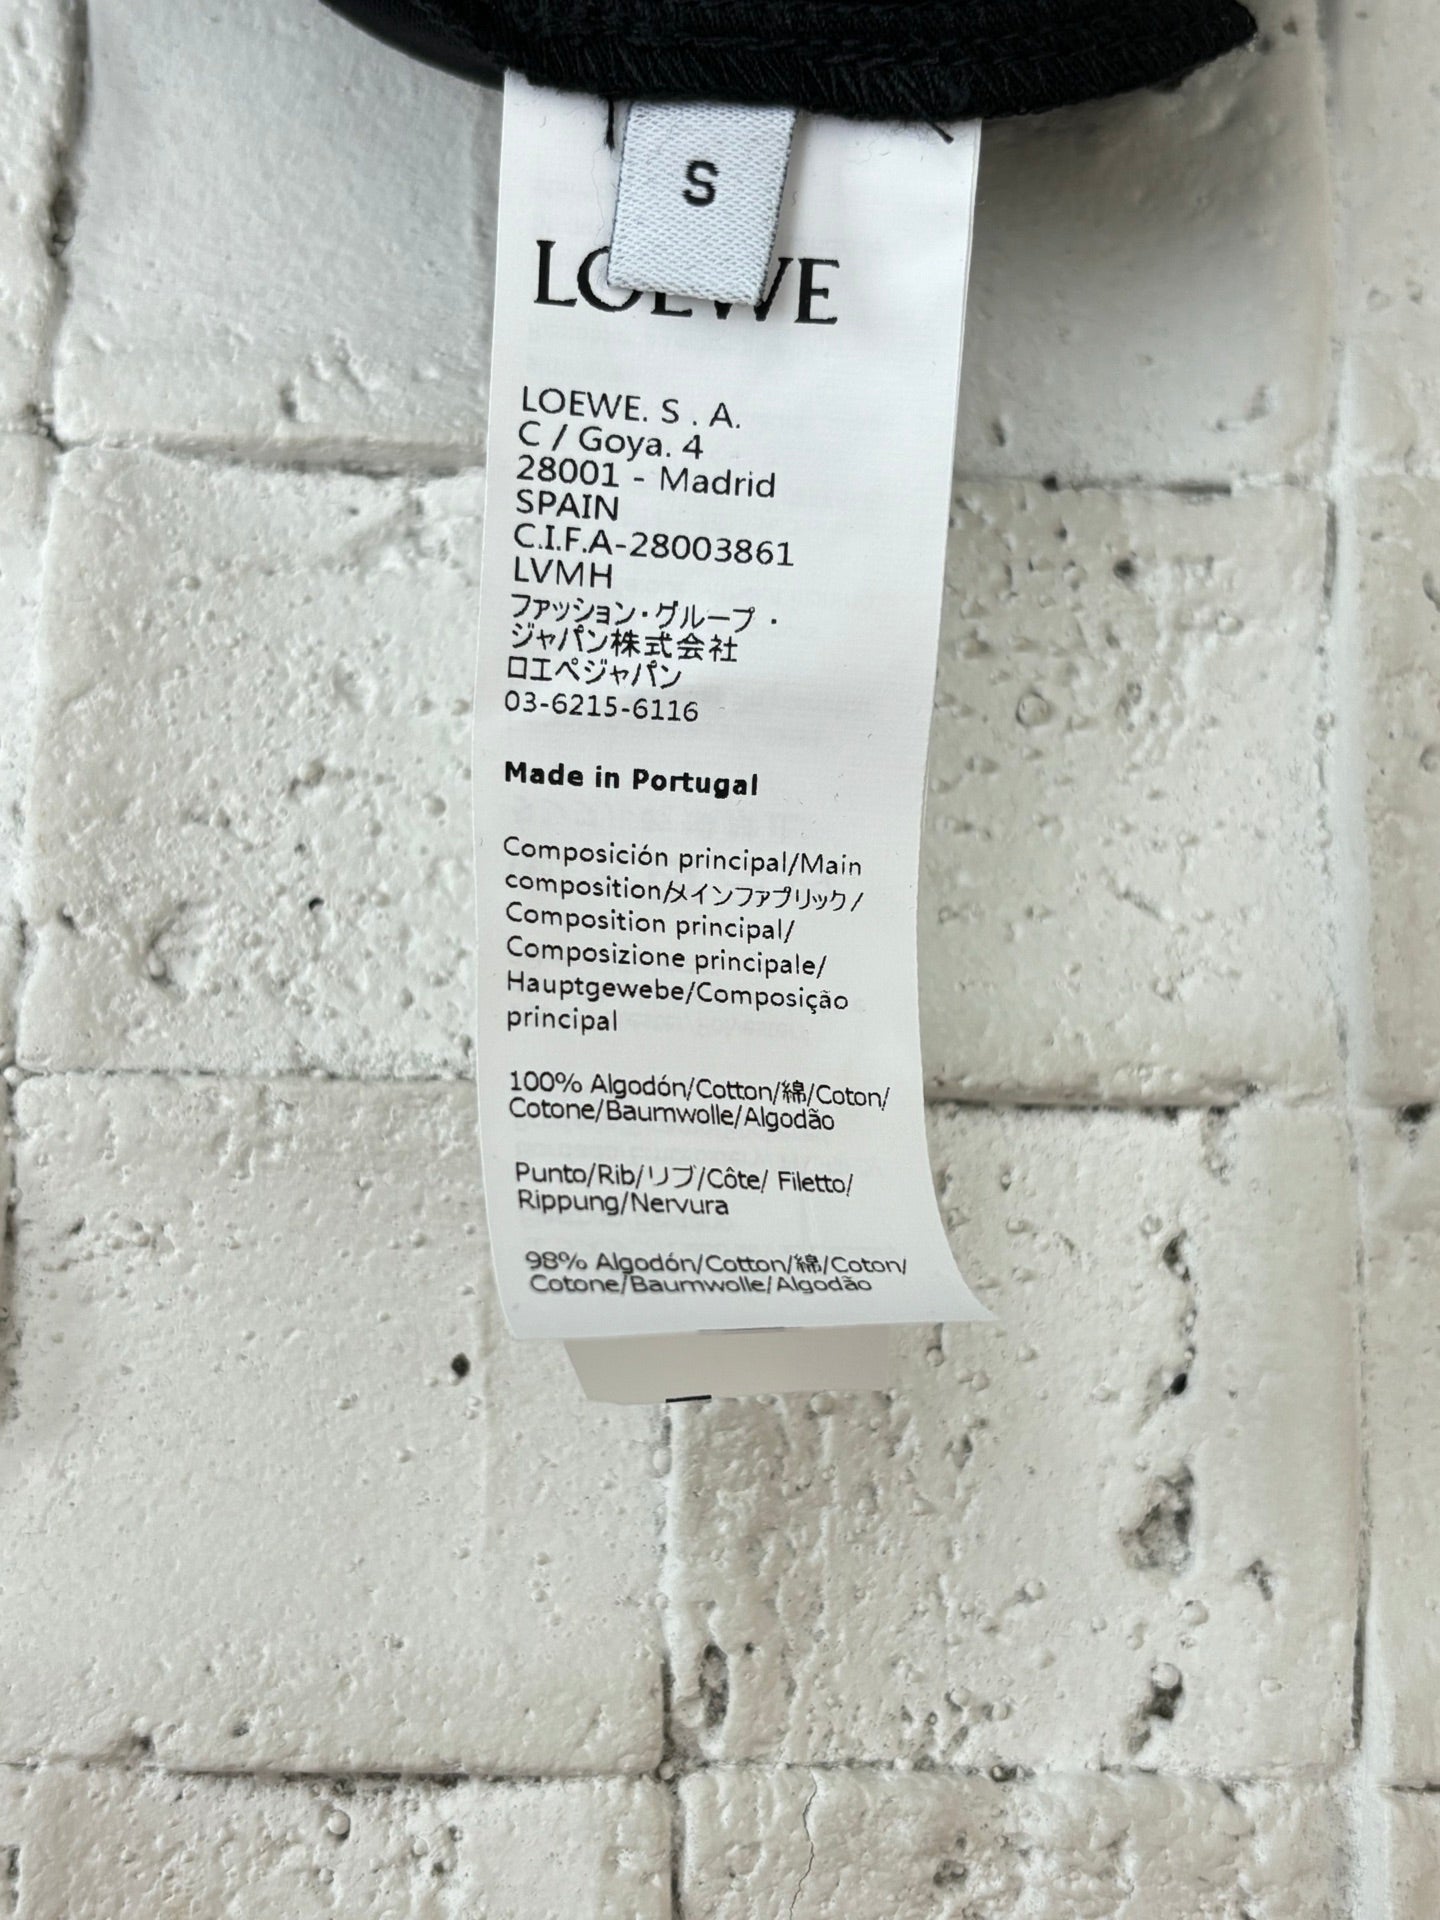 S
LOEWE
LOEWE. S . A.
C / Goya. 4
28001 - Madrid
SPAIN
C.I.F.A-28003861
LVMH
ファッション・グループ・
ジャパン株式会社
ロエベジャパン
03-6215-6116
Made in Portugal
Composición principal/Main
composition/メインファブリック/
Composition principal/
Composizione principale/
Hauptgewebe/Composição
principal
100% Algodón/Cotton/綿/Coton/
Cotone/Baumwolle/Algodão
Punto/Rib/リブ/Côte/ Filetto/
Rippung/Nervura
98% Algodón/Cotton/綿/Coton/
Cotone/Baumwolle/Algodão